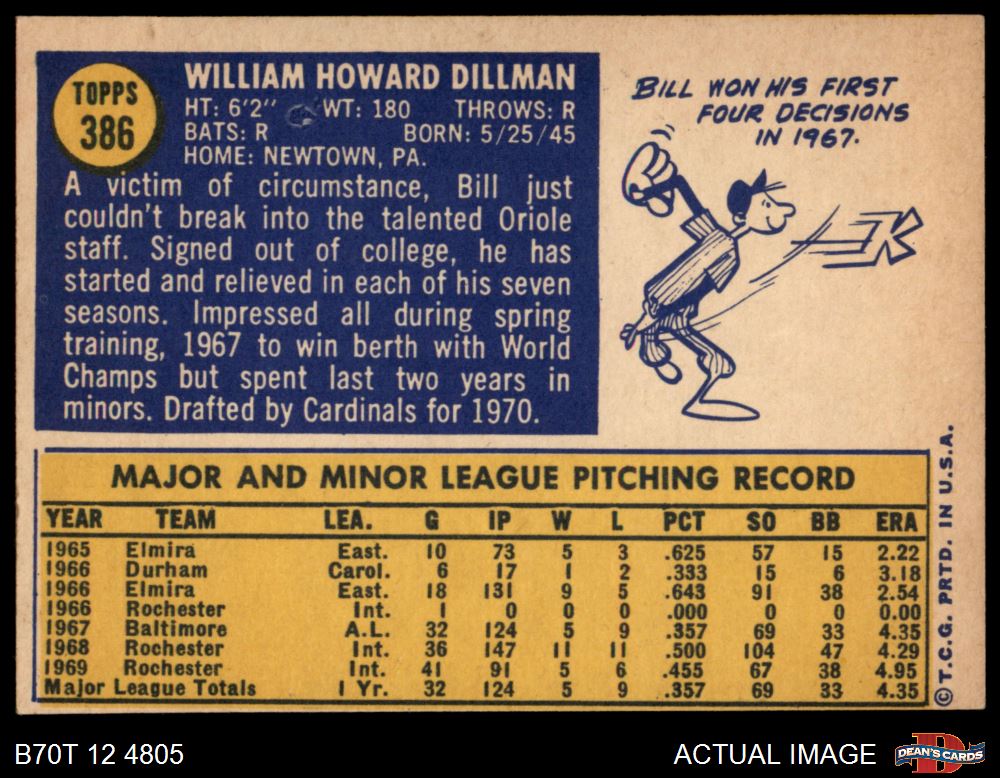 TOPPS
386
WILLIAM HOWARD DILLMAN
HT: 6'2" WT: 180 THROWS: R
BATS: R BORN: 5/25/45
HOME: NEWTOWN, PA.
A victim of circumstance, Bill just
couldn't break into the talented Oriole
staff. Signed out of college, he has
started and relieved in each of his seven
seasons. Impressed all during spring
training, 1967 to win berth with World
Champs but spent last two years in
minors. Drafted by Cardinals for 1970.
BILL WON HIS FIRST
FOUR DECISIONS
IN 1967.
K
MAJOR AND MINOR LEAGUE PITCHING RECORD
YEAR TEAM LEA. G IP W L PCT SO BB ERA
1965 Elmira East. 10 73 5 3 .625 57 15 2.22
1966 Durham Carol. 6 17 1 2 .333 15 6 3.18
1966 Elmira East. 18 131 9 5 .643 91 38 2.54
1966 Rochester Int. 1 0 0 0 .000 0 0 0.00
1967 Baltimore A.L. 32 124 5 9 .357 69 33 4.35
1968 Rochester Int. 36 147 11 11 .500 104 47 4.29
1969 Rochester Int. 41 91 5 6 .455 67 38 4.95
Major League Totals 1 Yr. 32 124 5 9 .357 69 33 4.35
© T.C.G. PRTD. IN U.S.A.
B70T 12 4805
ACTUAL IMAGE
D
DEAN'S CARDS